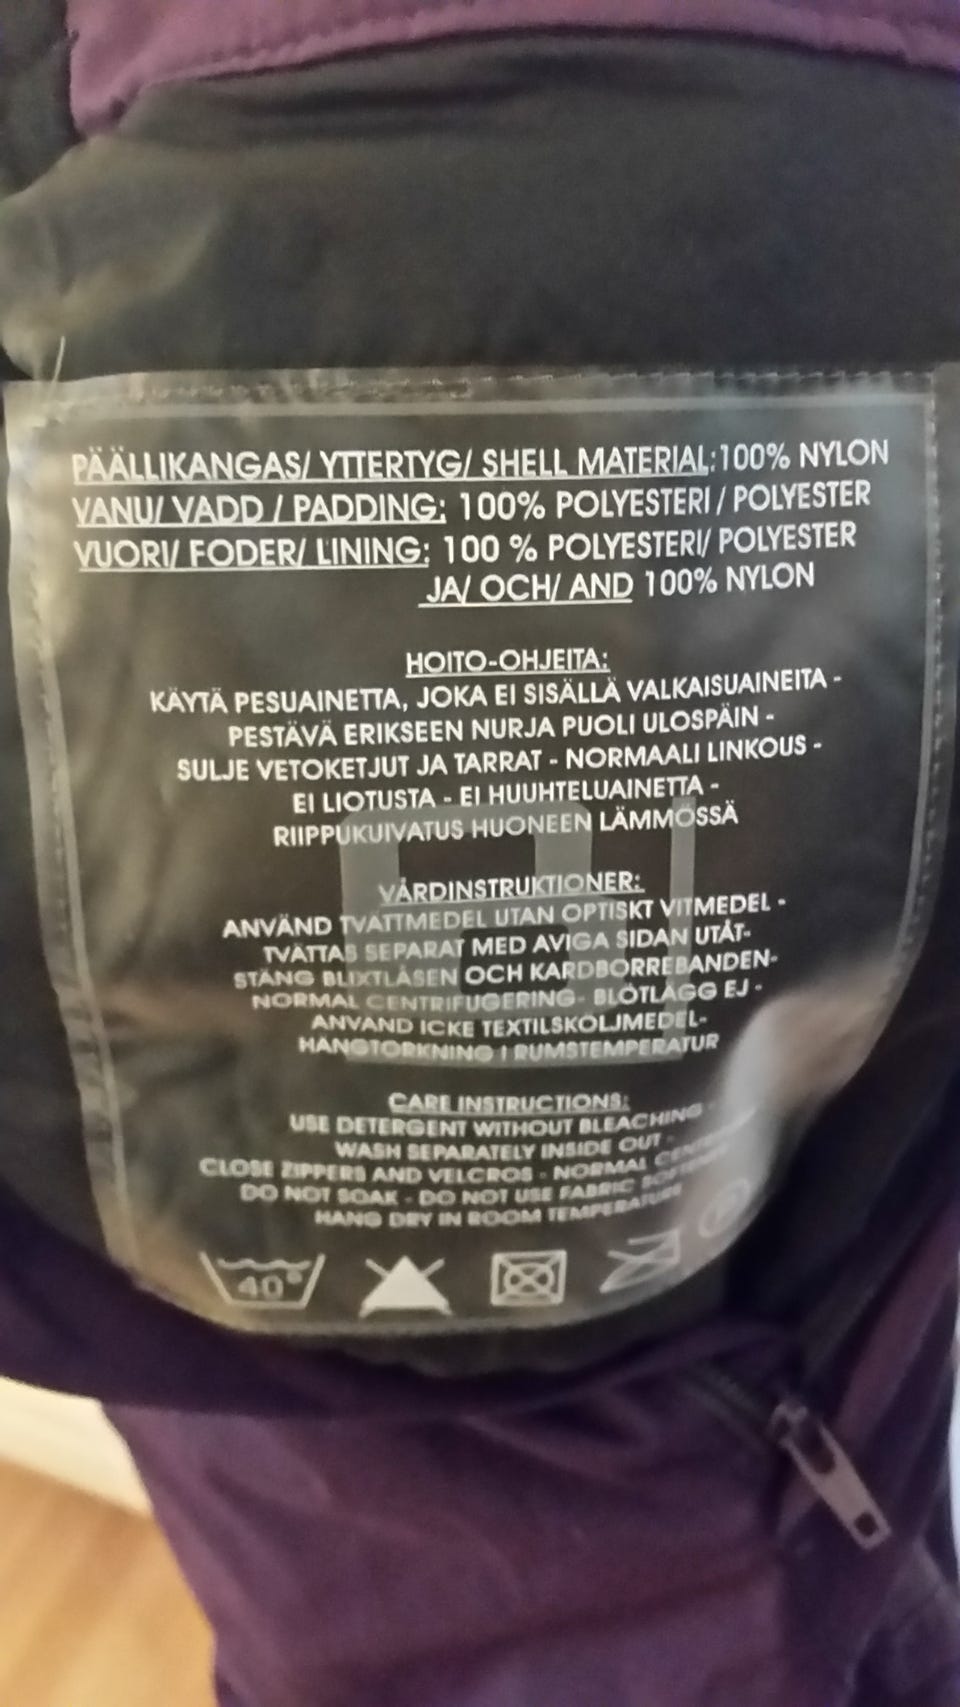 PÄÄLLIKANGAS/ YTTERTYG/ SHELL MATERIAL:100% NYLON
VANU/ VADD / PADDING: 100% POLYESTERI / POLYESTER
VUORI/ FODER/ LINING: 100 % POLYESTERI/ POLYESTER
JA/ OCH/ AND 100% NYLON
HOITO-OHJEITA:
KÄYTÄ PESUAINETTA, JOKA EI SISÄLLÄ VALKAISUAINEITA -
PESTÄVÄ ERIKSEEN NURJA PUOLI ULOSPÄIN -
SULJE VETOKETJUT JA TARRAT - NORMAALI LINKOUS -
EI LIOTUSTA - EI HUUHTELUAINETTA -
RIIPPUKUIVATUS HUONEEN LÄMMÖSSÄ
VÅRDINSTRUKTIONER:
ANVÄND TVÄTTMEDEL UTAN OPTISKT VITMEDEL -
TVÄTTAS SEPARAT MED AVIGA SIDAN UTÅT-
STÄNG BLIXTLÅSEN OCH KARDBORREBANDEN-
NORMAL CENTRIFUGERING- BLÖTLÄGG EJ -
ANVÄND ICKE TEXTILSKÖLJMEDEL-
HÄNGTORKNING I RUMSTEMPERATUR
CARE INSTRUCTIONS:
USE DETERGENT WITHOUT BLEACHING -
WASH SEPARATELY INSIDE OUT -
CLOSE ZIPPERS AND VELCROS - NORMAL
DO NOT SOAK - DO NOT USE FABRIC
HANG DRY IN ROOM TEMPERATURE
40°